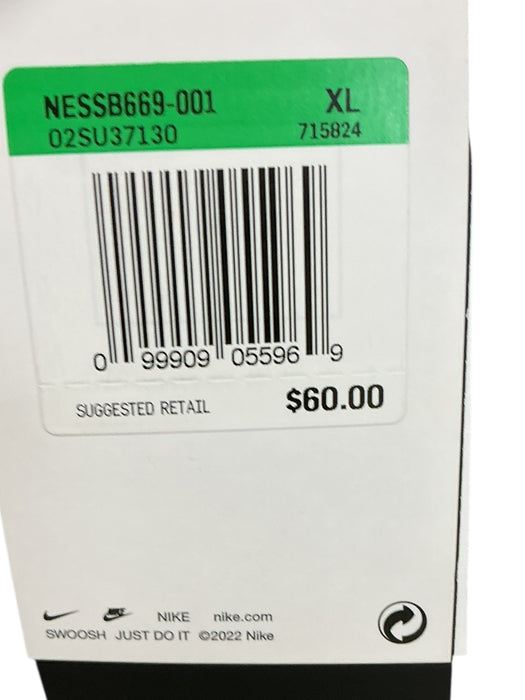 NESSB669-001 XL
02SU37130 715824
0 99909 05596 9
SUGGESTED RETAIL $60.00
NIKE nike.com
SWOOSH JUST DO IT ©2022 Nike